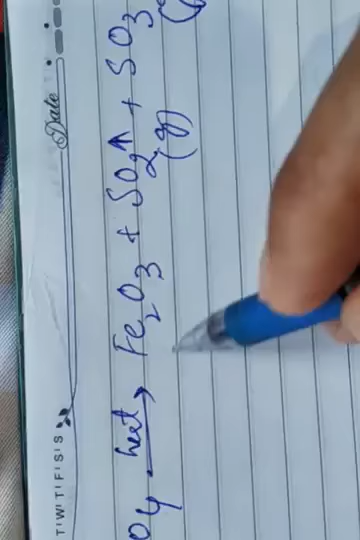 Date
T W T F S S
O4 heat → Fe2O3 + SO2↑ + SO3
(g)